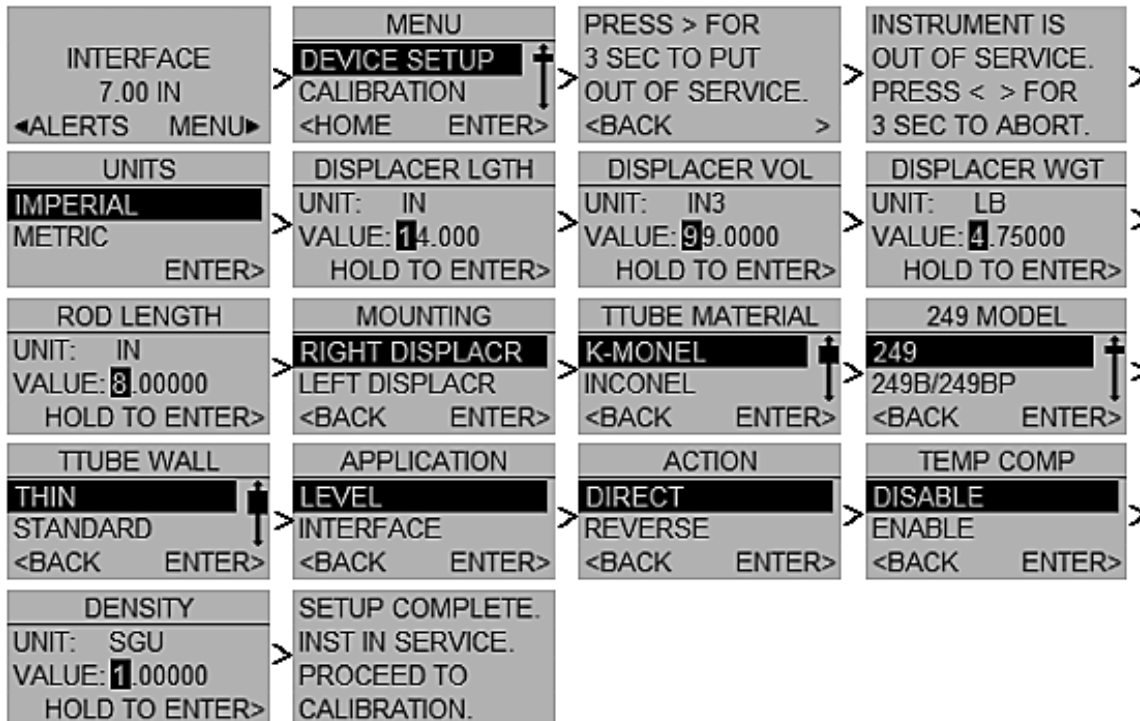 INTERFACE
7.00 IN
◄ALERTS MENU►
>
MENU
DEVICE SETUP
CALIBRATION
<HOME ENTER>
>
PRESS > FOR
3 SEC TO PUT
OUT OF SERVICE.
<BACK >
>
INSTRUMENT IS
OUT OF SERVICE.
PRESS < > FOR
3 SEC TO ABORT.
>
UNITS
IMPERIAL
METRIC
ENTER>
>
DISPLACER LGTH
UNIT: IN
VALUE: 14.000
HOLD TO ENTER>
>
DISPLACER VOL
UNIT: IN3
VALUE: 99.0000
HOLD TO ENTER>
>
DISPLACER WGT
UNIT: LB
VALUE: 4.75000
HOLD TO ENTER>
>
ROD LENGTH
UNIT: IN
VALUE: 8.00000
HOLD TO ENTER>
>
MOUNTING
RIGHT DISPLACR
LEFT DISPLACR
<BACK ENTER>
>
TTUBE MATERIAL
K-MONEL
INCONEL
<BACK ENTER>
>
249 MODEL
249
249B/249BP
<BACK ENTER>
>
TTUBE WALL
THIN
STANDARD
<BACK ENTER>
>
APPLICATION
LEVEL
INTERFACE
<BACK ENTER>
>
ACTION
DIRECT
REVERSE
<BACK ENTER>
>
TEMP COMP
DISABLE
ENABLE
<BACK ENTER>
>
DENSITY
UNIT: SGU
VALUE: 1.00000
HOLD TO ENTER>
>
SETUP COMPLETE.
INST IN SERVICE.
PROCEED TO
CALIBRATION.